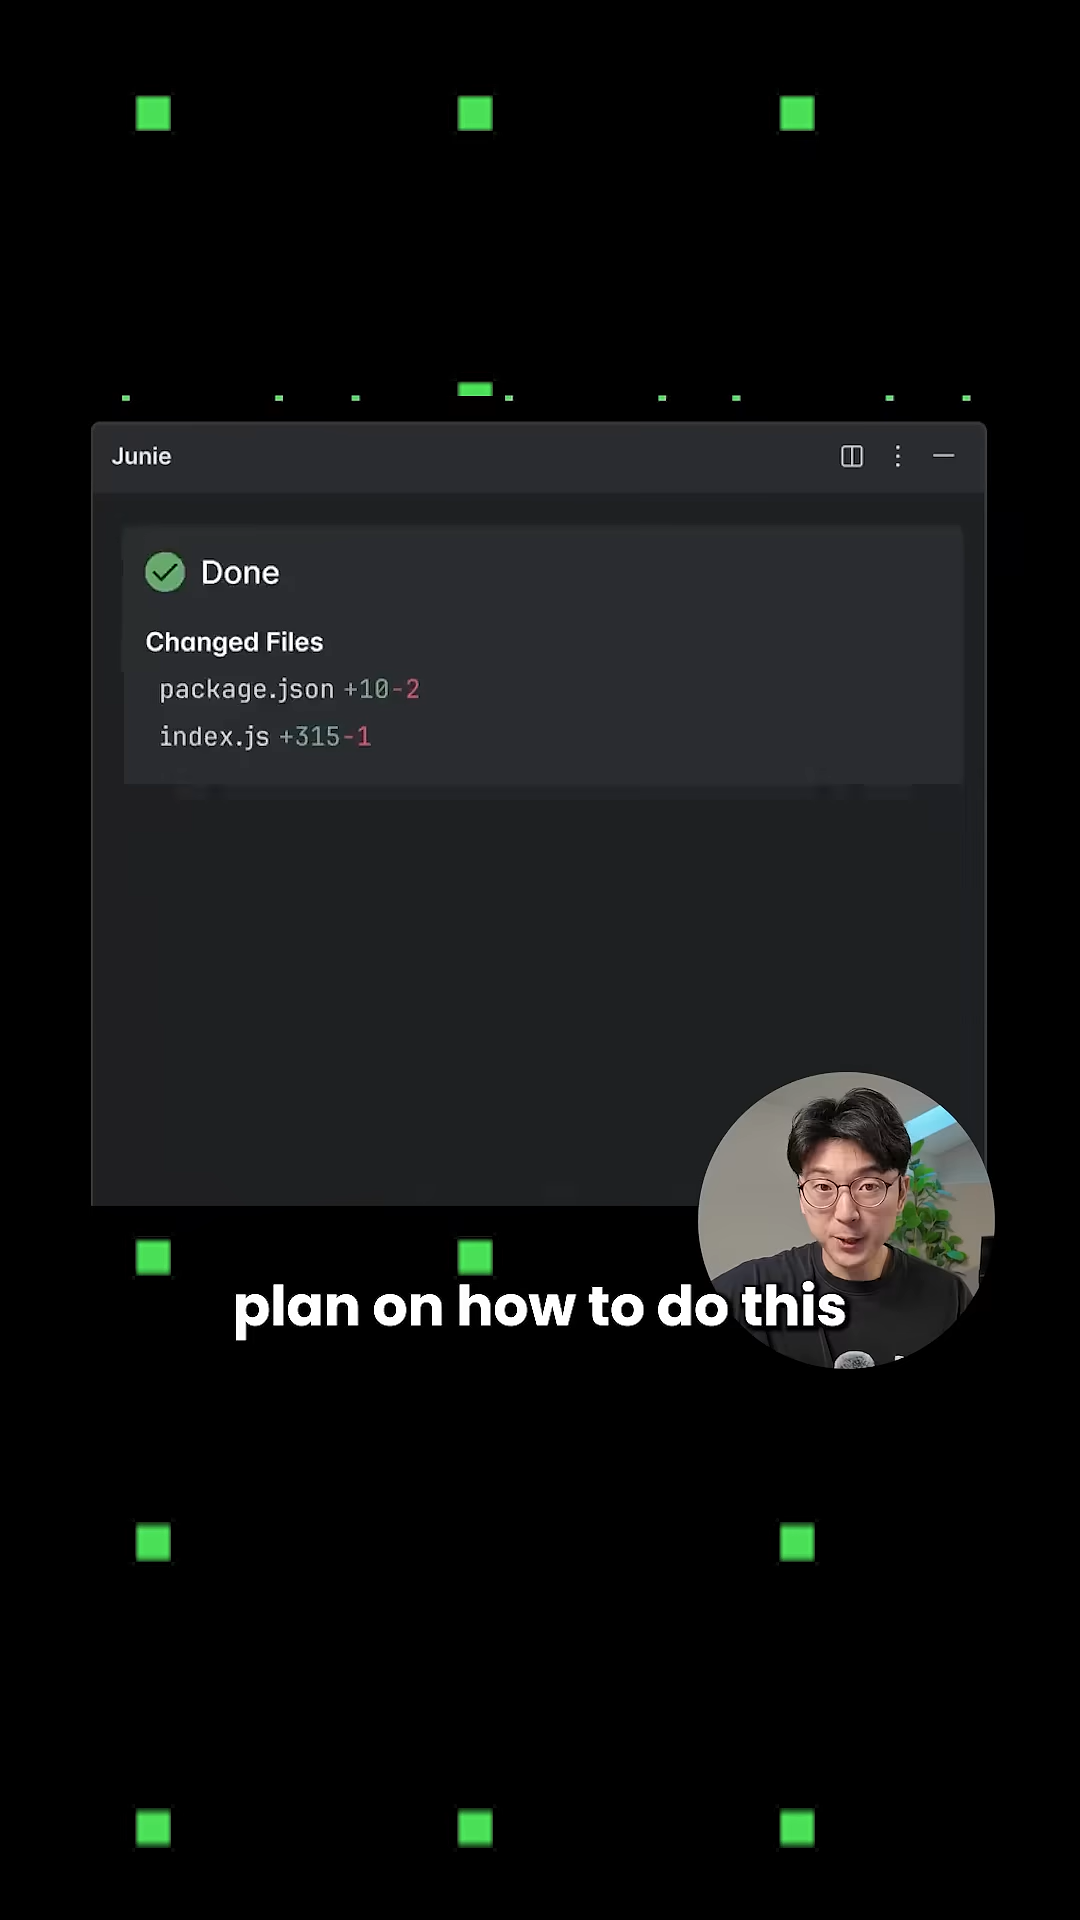 Junie
Done
Changed Files
package.json +10-2
index.js +315-1
plan on how to do this